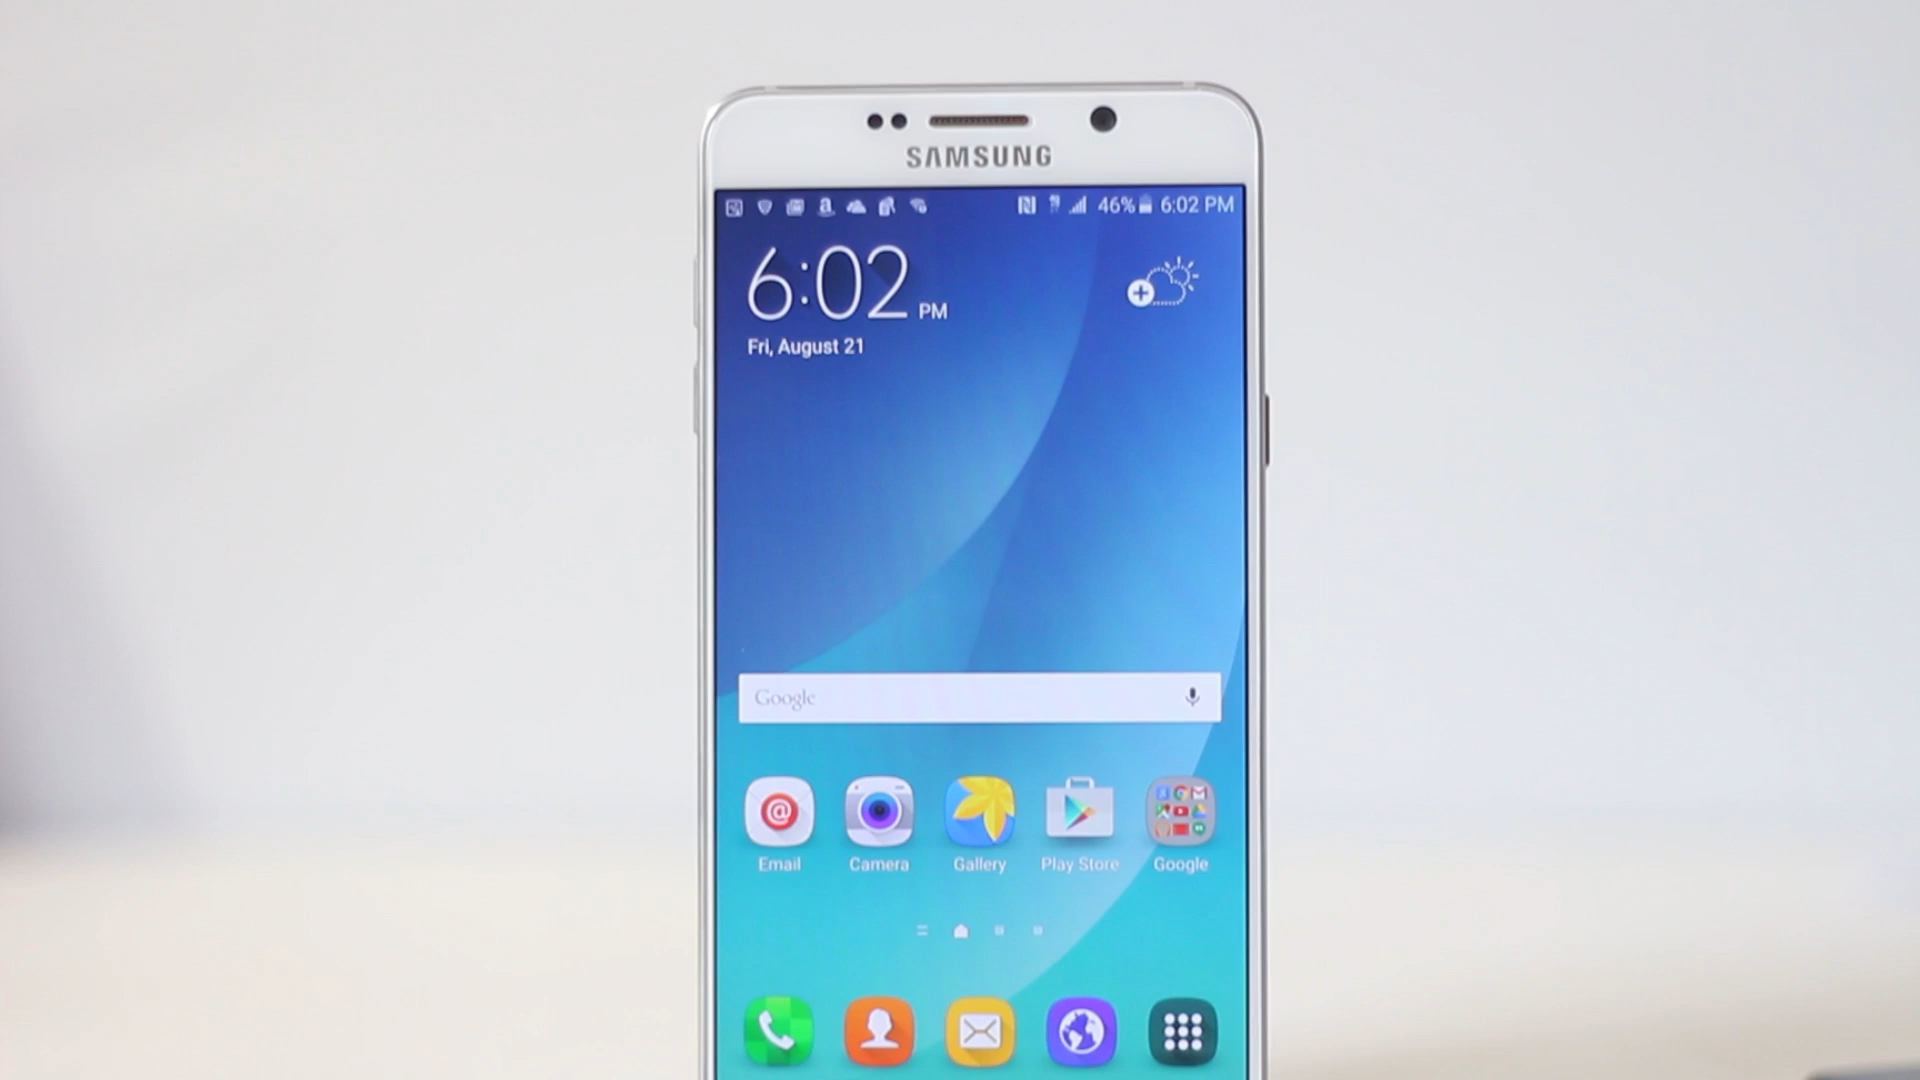 SAMSUNG
46% 6:02 PM
6:02 PM
Fri, August 21
Google
Email Camera Gallery Play Store Google